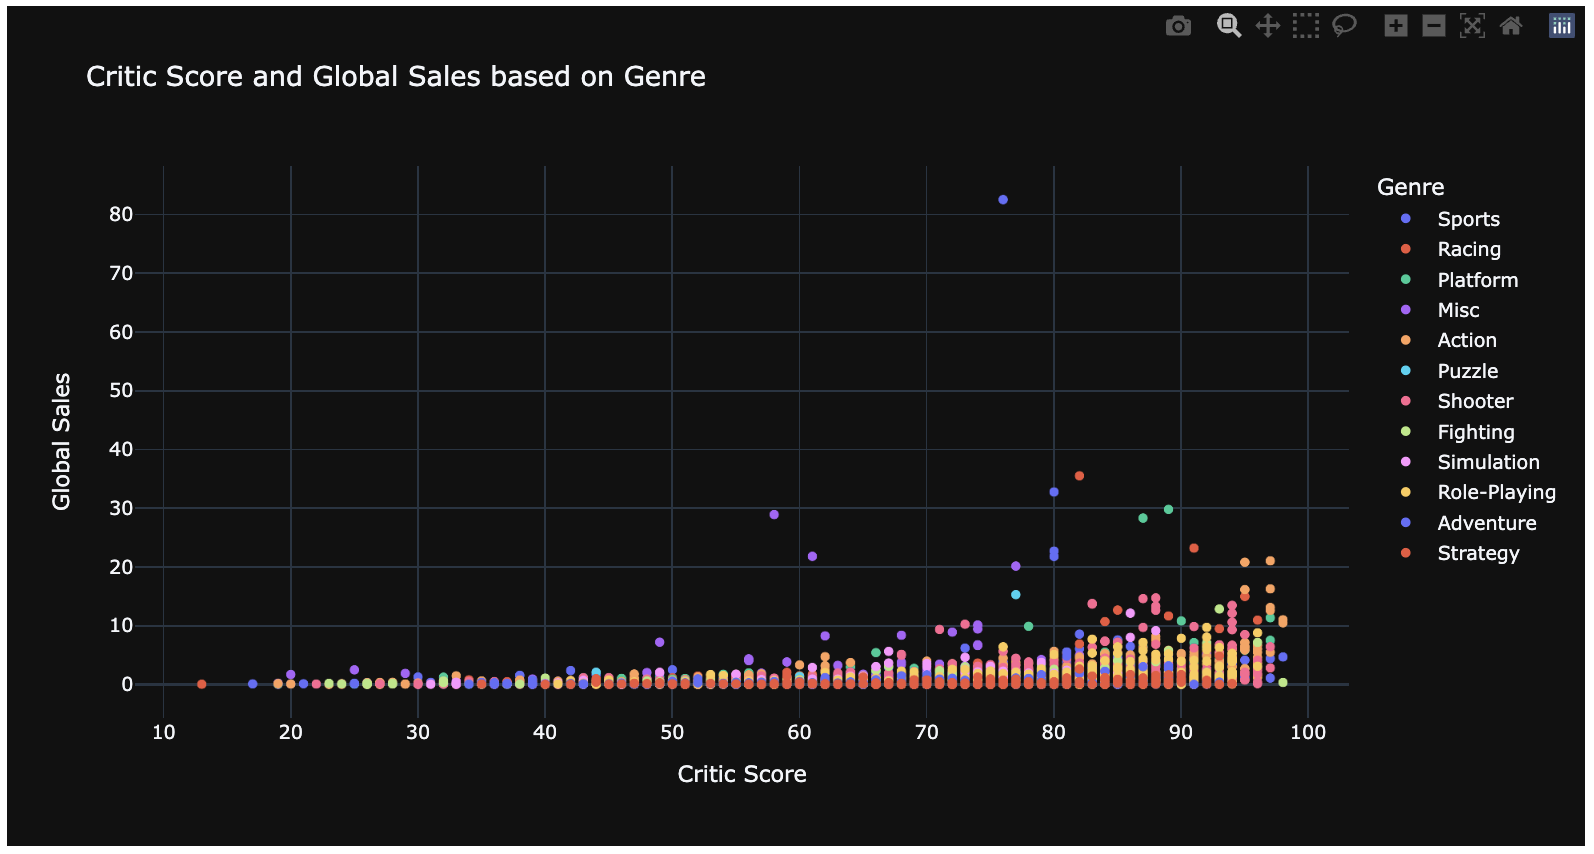 Critic Score and Global Sales based on Genre
Genre
Sports
Racing
Platform
Misc
Action
Puzzle
Shooter
Fighting
Simulation
Role-Playing
Adventure
Strategy
Global Sales
80
70
60
50
40
30
20
10
0
10 20 30 40 50 60 70 80 90 100
Critic Score